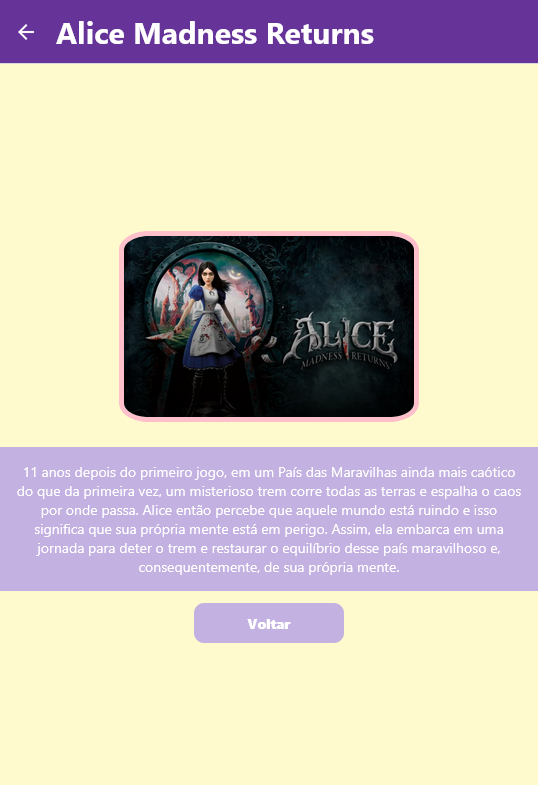 Alice Madness Returns
ALICE
MADNESS RETURNS
11 anos depois do primeiro jogo, em um País das Maravilhas ainda mais caótico
do que da primeira vez, um misterioso trem corre todas as terras e espalha o caos
por onde passa. Alice então percebe que aquele mundo está ruindo e isso
significa que sua própria mente está em perigo. Assim, ela embarca em uma
jornada para deter o trem e restaurar o equilíbrio desse país maravilhoso e,
consequentemente, de sua própria mente.
Voltar